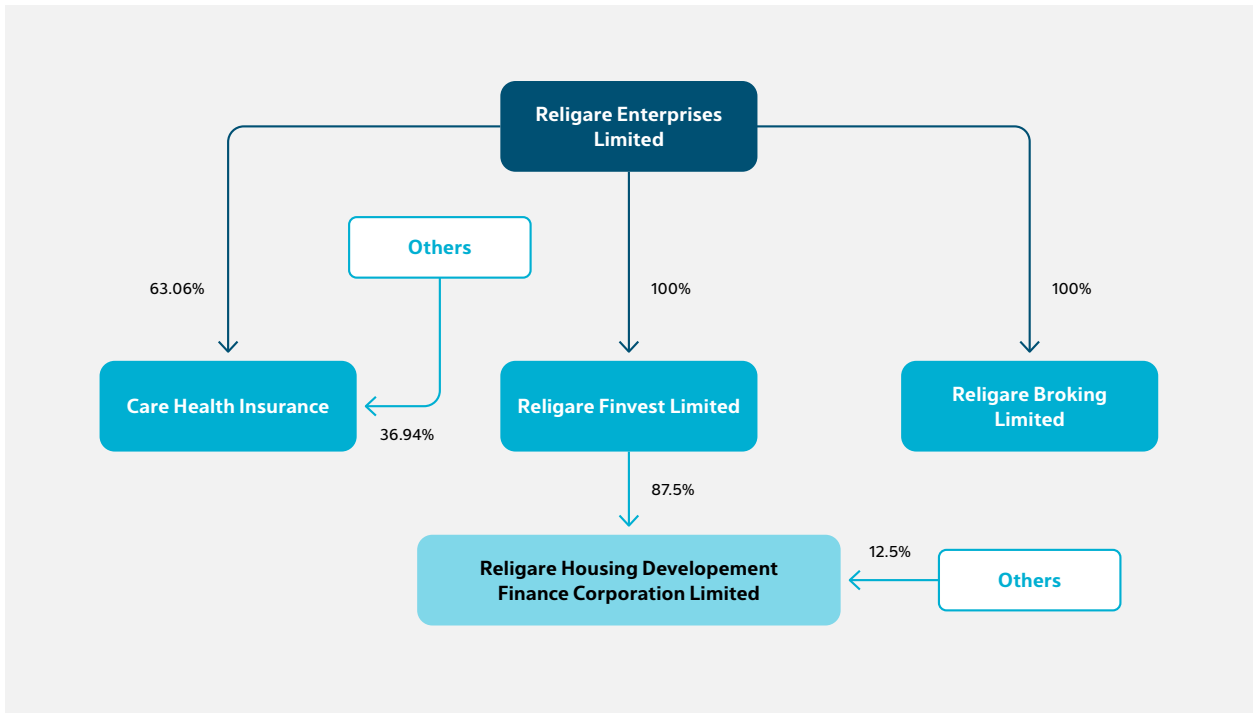 Religare Enterprises
Limited
Others
63.06%
100%
100%
Care Health Insurance
36.94%
Religare Finvest Limited
Religare Broking
Limited
87.5%
Religare Housing Developement
Finance Corporation Limited
12.5%
Others